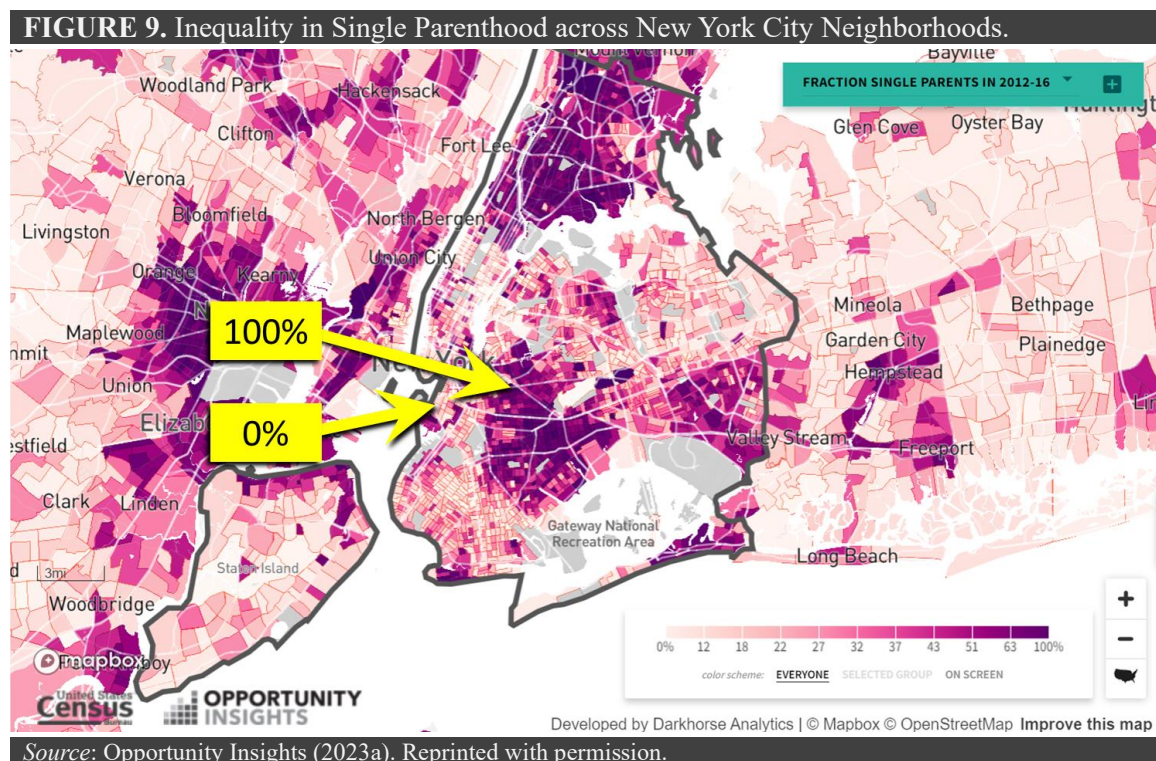 FIGURE 9. Inequality in Single Parenthood across New York City Neighborhoods.
Bayville
Woodland Park
Hackensack
FRACTION SINGLE PARENTS IN 2012-16
Glen Cove
Oyster Bay
Clifton
Fort Lee
Verona
Bloomfield
North Bergen
Livingston
Union City
Orange
Kearny
100%
Mineola
Bethpage
Maplewood
Garden City
Plainedge
Union
Hempstead
0%
Valley Stream
Freeport
Clark
Linden
Gateway National
Recreation Area
Long Beach
3mi
Staten Island
Woodbridge
+
−
0% 12 18 22 27 32 37 43 51 63 100%
color scheme: EVERYONE SELECTED GROUP ON SCREEN
mapbox
United States
Census
Bureau
OPPORTUNITY
INSIGHTS
Developed by Darkhorse Analytics | © Mapbox © OpenStreetMap Improve this map
Source: Opportunity Insights (2023a). Reprinted with permission.